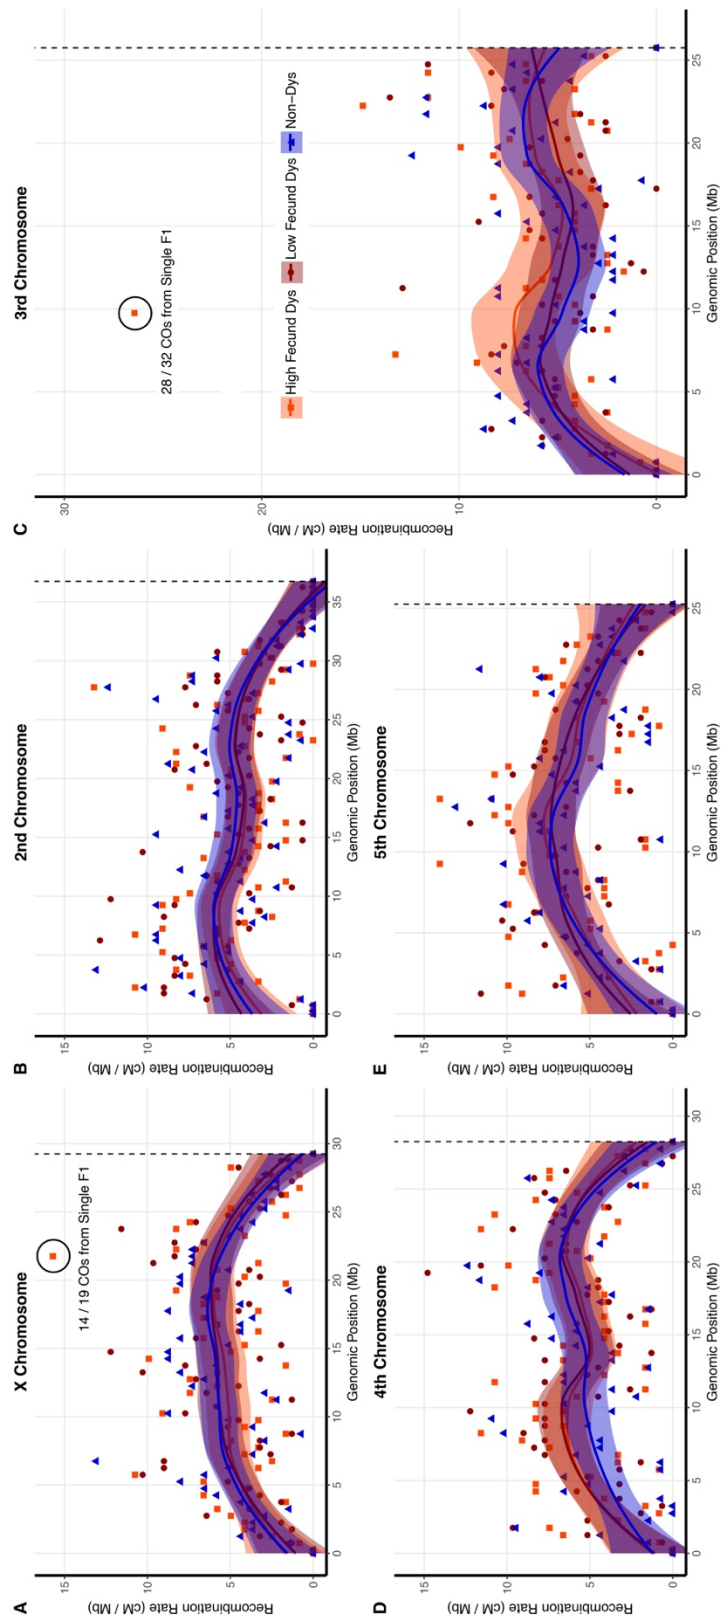 A
X Chromosome
Recombination Rate (cM / Mb)
15
10
5
0
14 / 19 COs from Single F1
0 5 10 15 20 25 30
Genomic Position (Mb)
B
2nd Chromosome
Recombination Rate (cM / Mb)
15
10
5
0
0 5 10 15 20 25 30 35
Genomic Position (Mb)
C
3rd Chromosome
Recombination Rate (cM / Mb)
30
20
10
0
28 / 32 COs from Single F1
High Fecund Dys Low Fecund Dys Non-Dys
0 5 10 15 20 25
Genomic Position (Mb)
D
4th Chromosome
Recombination Rate (cM / Mb)
15
10
5
0
0 5 10 15 20 25 30
Genomic Position (Mb)
E
5th Chromosome
Recombination Rate (cM / Mb)
15
10
5
0
0 5 10 15 20 25
Genomic Position (Mb)